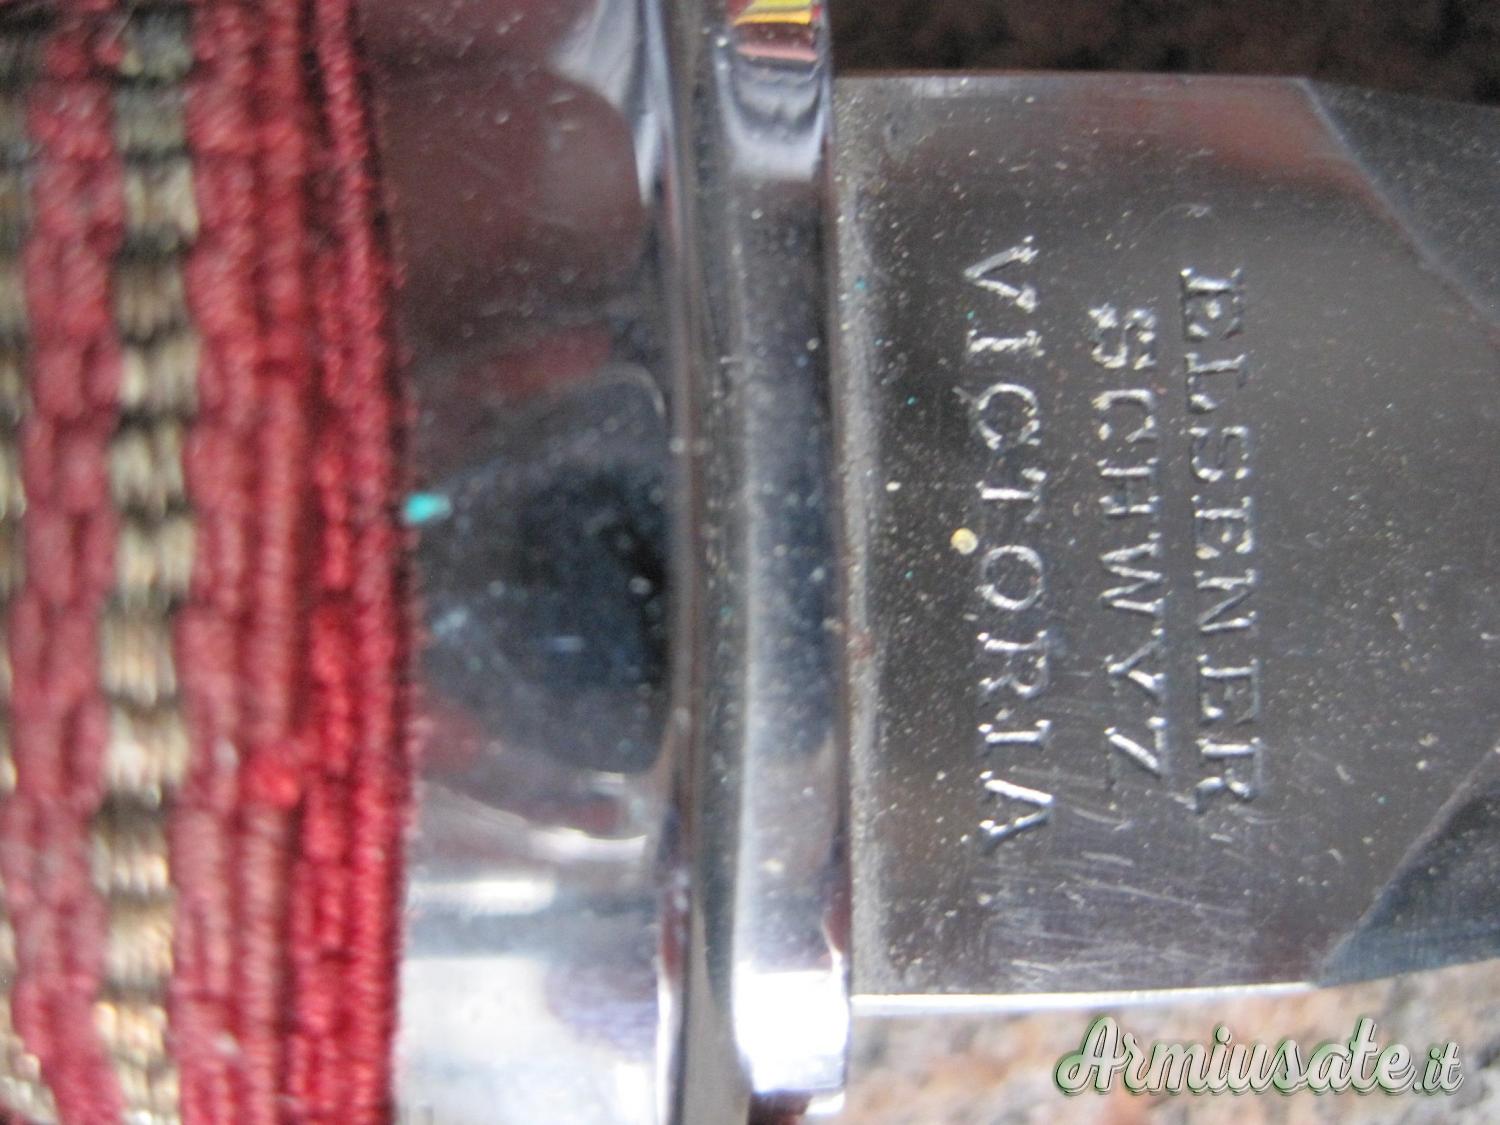 ELSENER
SCHWYZ
VICTORIA
Armiusate.it